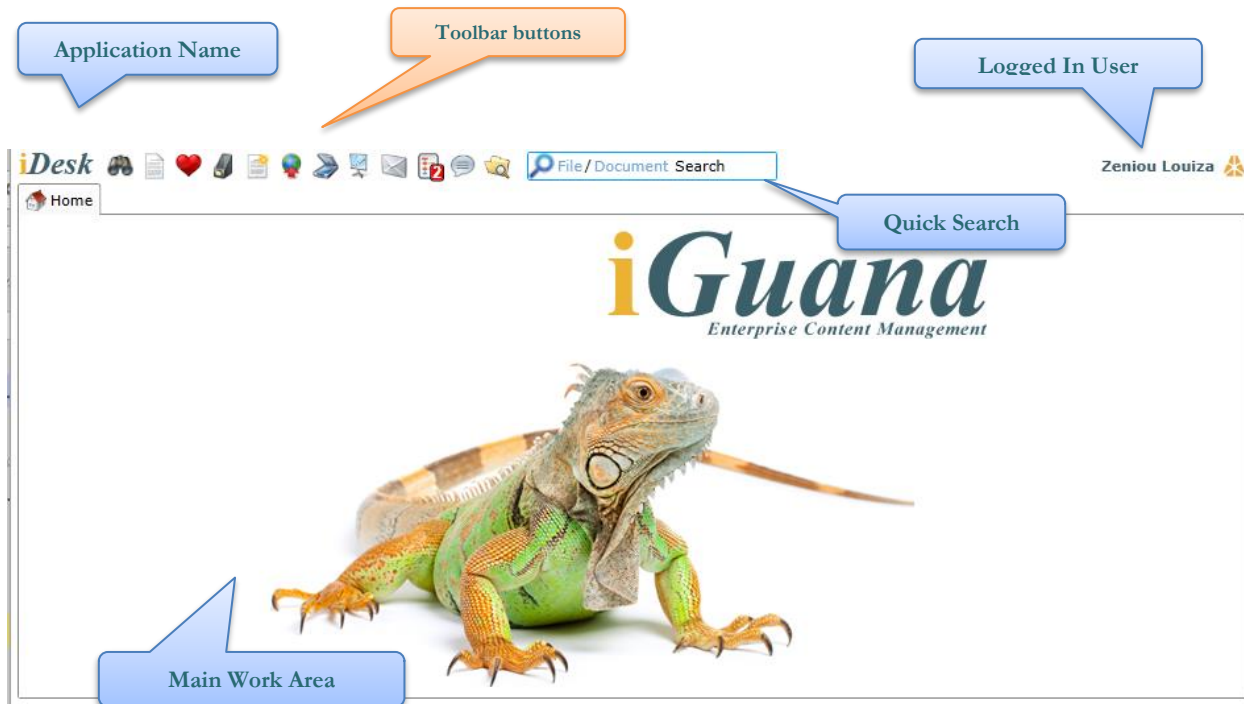 Application Name
Toolbar buttons
Logged In User
iDesk
2
File/Document Search
Zeniou Louiza
Home
Quick Search
iGuana
Enterprise Content Management
Main Work Area